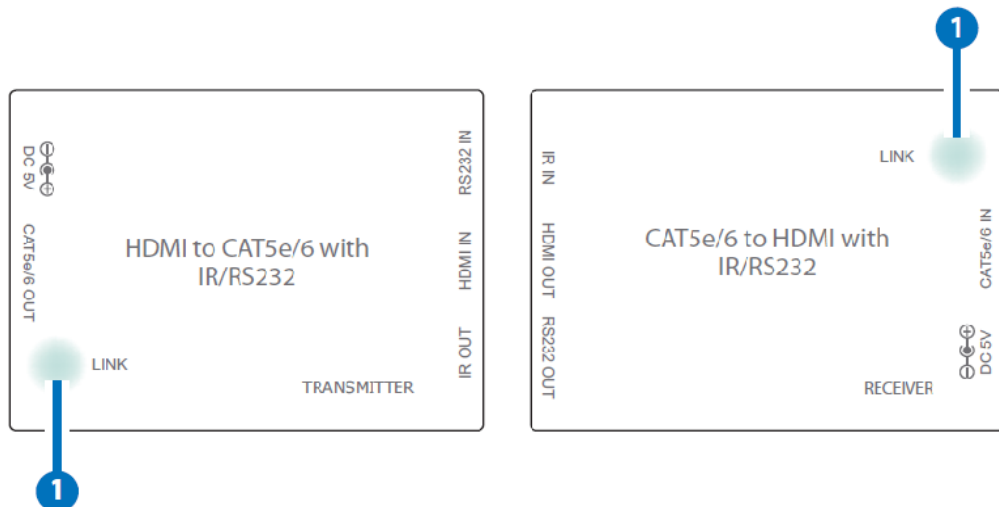 1
DC 5V
CAT5e/6 OUT
HDMI to CAT5e/6 with
IR/RS232
RS232 IN
HDMI IN
IR OUT
LINK
TRANSMITTER
1
1
IR IN
HDMI OUT
RS232 OUT
CAT5e/6 to HDMI with
IR/RS232
LINK
CAT5e/6 IN
DC 5V
RECEIVER